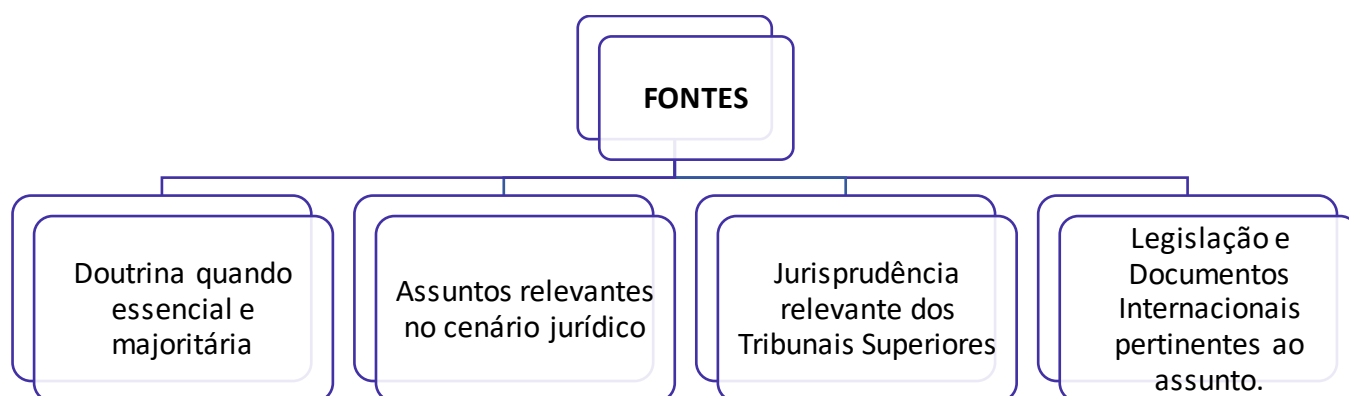 FONTES
Doutrina quando
essencial e
majoritária
Assuntos relevantes
no cenário jurídico
Jurisprudência
relevante dos
Tribunais Superiores
Legislação e
Documentos
Internacionais
pertinentes ao
assunto.